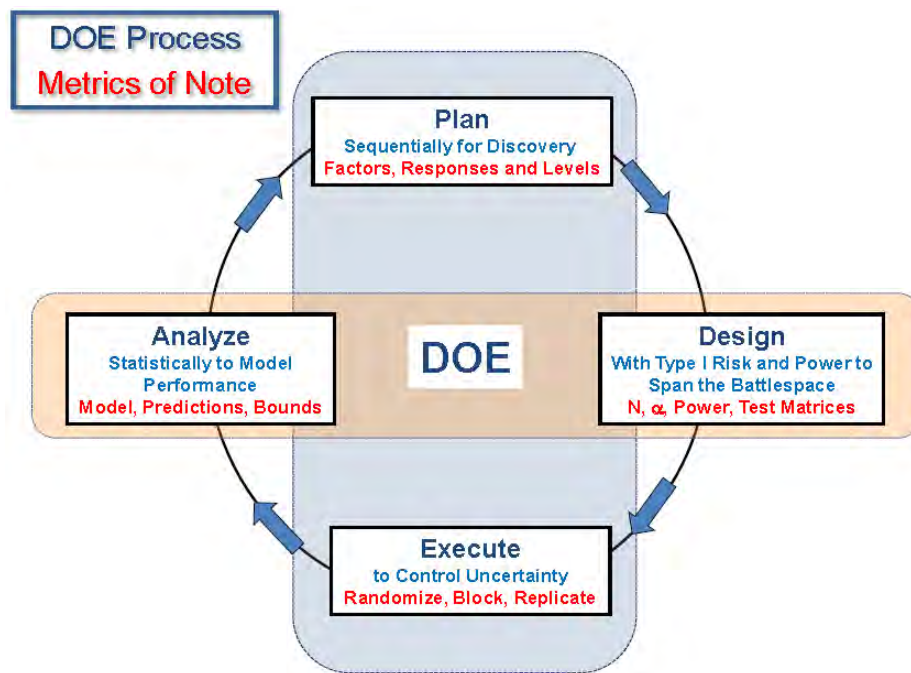 DOE Process
Metrics of Note
Plan
Sequentially for Discovery
Factors, Responses and Levels
Analyze
Statistically to Model
Performance
Model, Predictions, Bounds
DOE
Design
With Type I Risk and Power to
Span the Battlespace
N, α, Power, Test Matrices
Execute
to Control Uncertainty
Randomize, Block, Replicate